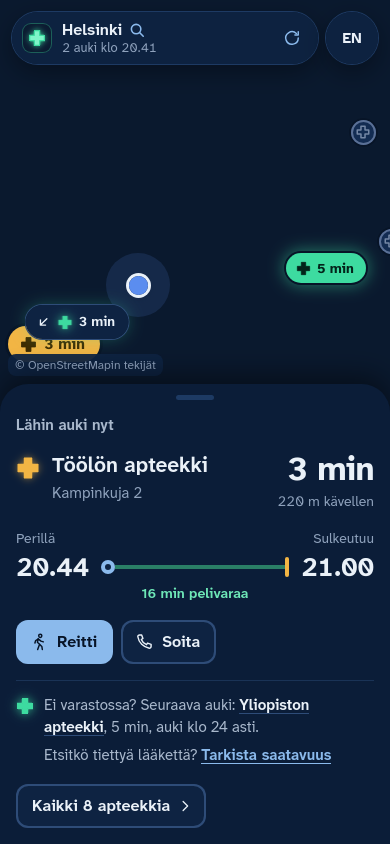 Helsinki
2 auki klo 20.41
EN
5 min
3 min
3 min
© OpenStreetMapin tekijät
Lähin auki nyt
Töölön apteekki
3 min
Kampinkuja 2
220 m kävellen
Perillä
Sulkeutuu
20.44
21.00
16 min pelivaraa
Reitti
Soita
Ei varastossa? Seuraava auki: Yliopiston
apteekki, 5 min, auki klo 24 asti.
Etsitkö tiettyä lääkettä? Tarkista saatavuus
Kaikki 8 apteekkia